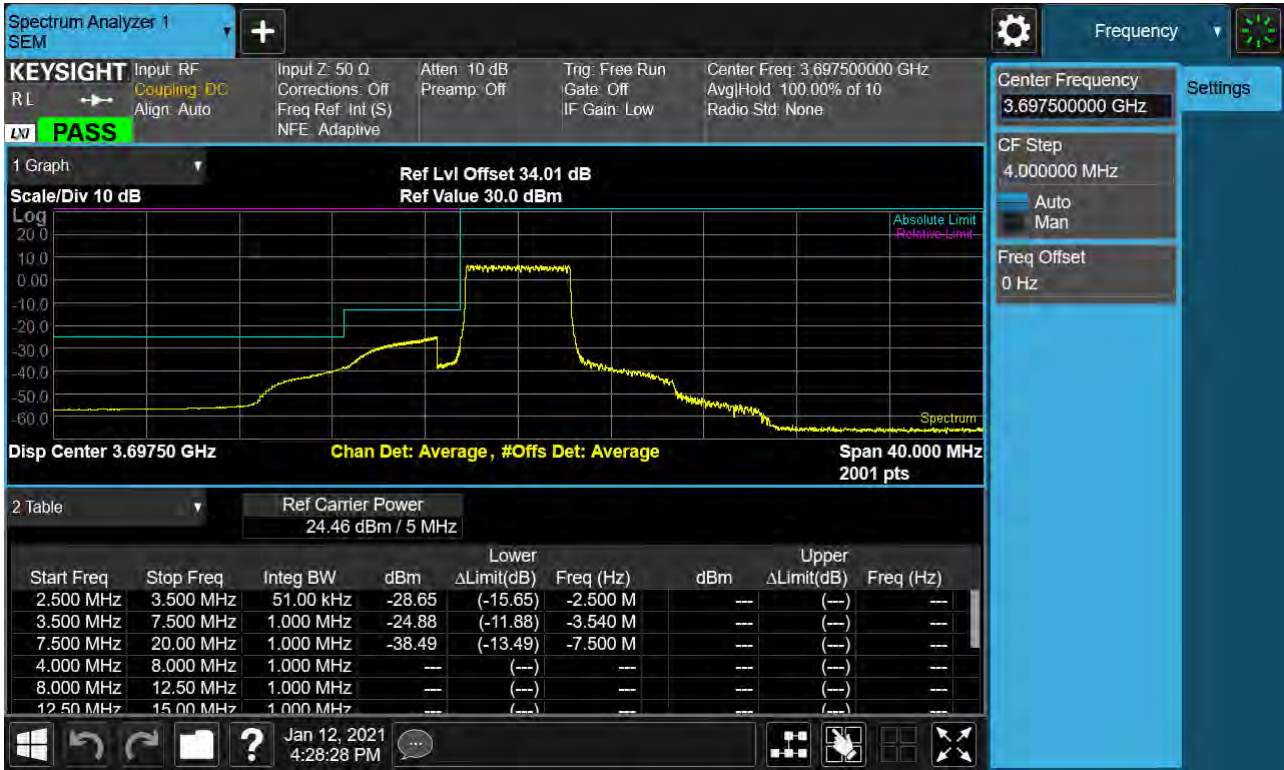 Spectrum Analyzer 1
SEM
Frequency
KEYSIGHT
RL
LXI
PASS
Input: RF
Coupling: DC
Align: Auto
Input Z: 50 Ω
Corrections: Off
Freq Ref: Int (S)
NFE: Adaptive
Atten: 10 dB
Preamp: Off
Trig: Free Run
Gate: Off
IF Gain: Low
Center Freq: 3.697500000 GHz
Avg|Hold: 100.00% of 10
Radio Std: None
Center Frequency
3.697500000 GHz
Settings
CF Step
4.000000 MHz
Auto
Man
Freq Offset
0 Hz
1 Graph
Scale/Div 10 dB
Ref Lvl Offset 34.01 dB
Ref Value 30.0 dBm
Log
20.0
10.0
0.00
-10.0
-20.0
-30.0
-40.0
-50.0
-60.0
Absolute Limit
Relative Limit
Spectrum
Disp Center 3.69750 GHz
Chan Det: Average, #Offs Det: Average
Span 40.000 MHz
2001 pts
2 Table
Ref Carrier Power
24.46 dBm / 5 MHz
Lower Upper
Start Freq Stop Freq Integ BW dBm ΔLimit(dB) Freq (Hz) dBm ΔLimit(dB) Freq (Hz)
2.500 MHz 3.500 MHz 51.00 kHz -28.65 (-15.65) -2.500 M --- (---) ---
3.500 MHz 7.500 MHz 1.000 MHz -24.88 (-11.88) -3.540 M --- (---) ---
7.500 MHz 20.00 MHz 1.000 MHz -38.49 (-13.49) -7.500 M --- (---) ---
4.000 MHz 8.000 MHz 1.000 MHz --- (---) --- --- (---) ---
8.000 MHz 12.50 MHz 1.000 MHz --- (---) --- --- (---) ---
12.50 MHz 15.00 MHz 1.000 MHz --- (---) --- --- (---) ---
Jan 12, 2021
4:28:28 PM